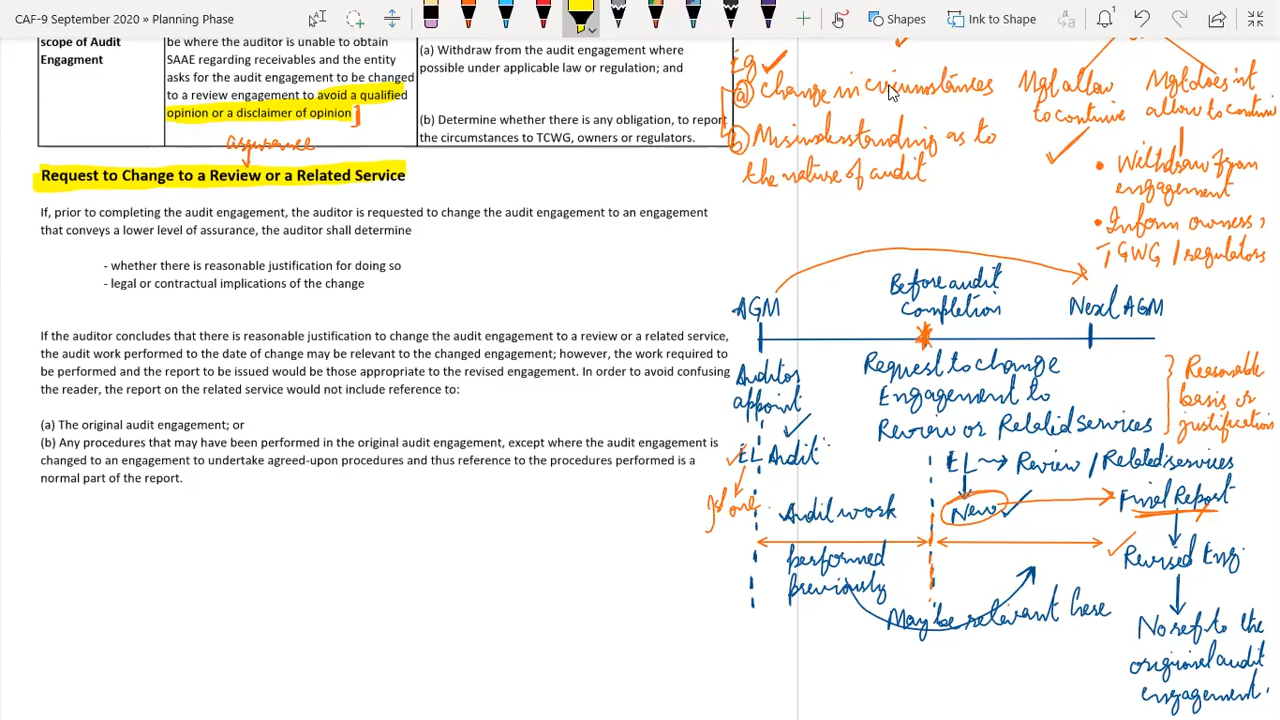 CAF-9 September 2020 » Planning Phase
Shapes
Ink to Shape
scope of Audit
Engagment
be where the auditor is unable to obtain
SAAE regarding receivables and the entity
asks for the audit engagement to be changed
to a review engagement to avoid a qualified
opinion or a disclaimer of opinion
(a) Withdraw from the audit engagement where
possible under applicable law or regulation; and
(b) Determine whether there is any obligation, to report
the circumstances to TCWG, owners or regulators.
assurance
Request to Change to a Review or a Related Service
If, prior to completing the audit engagement, the auditor is requested to change the audit engagement to an engagement
that conveys a lower level of assurance, the auditor shall determine
- whether there is reasonable justification for doing so
- legal or contractual implications of the change
If the auditor concludes that there is reasonable justification to change the audit engagement to a review or a related service,
the audit work performed to the date of change may be relevant to the changed engagement; however, the work required to
be performed and the report to be issued would be those appropriate to the revised engagement. In order to avoid confusing
the reader, the report on the related service would not include reference to:
(a) The original audit engagement; or
(b) Any procedures that may have been performed in the original audit engagement, except where the audit engagement is
changed to an engagement to undertake agreed-upon procedures and thus reference to the procedures performed is a
normal part of the report.
Eg
(a) Change in circumstances
(b) Misunderstanding as to
the nature of audit
Mgt allow
to continue
Mgt does n't
allow to continue
• Withdraw from
engagement
• Inform owners,
TCWG / regulators
AGM
Before audit
completion
Next AGM
Auditor
appoint
EL Audit
Ist one
Request to change
Engagement to
Review or Related Services
Reasonable
basis or
justification
EL → Review / Related services
New
Final Report
Audit work
performed
previously
May be relevant here
Revised Eng.
No ref to the
original audit
engagement.